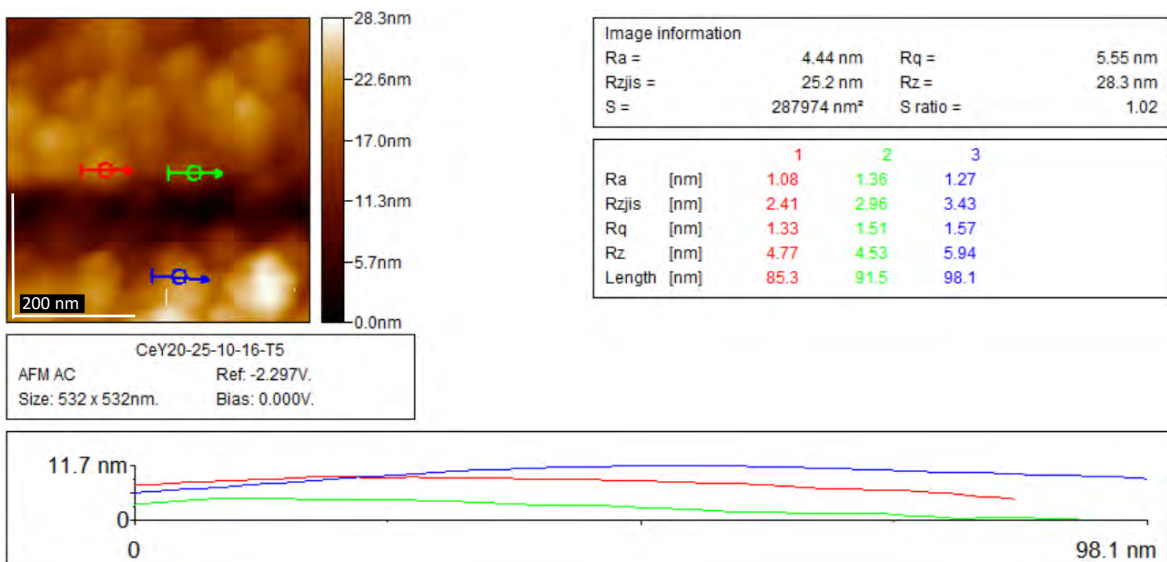 28.3nm
22.6nm
17.0nm
11.3nm
5.7nm
0.0nm
200 nm
CeY20-25-10-16-T5
AFM AC Ref: -2.297V.
Size: 532 x 532nm. Bias: 0.000V.
Image information
Ra = 4.44 nm Rq = 5.55 nm
Rzjis = 25.2 nm Rz = 28.3 nm
S = 287974 nm² S ratio = 1.02
1 2 3
Ra [nm] 1.08 1.36 1.27
Rzjis [nm] 2.41 2.96 3.43
Rq [nm] 1.33 1.51 1.57
Rz [nm] 4.77 4.53 5.94
Length [nm] 85.3 91.5 98.1
11.7 nm
0
0 98.1 nm